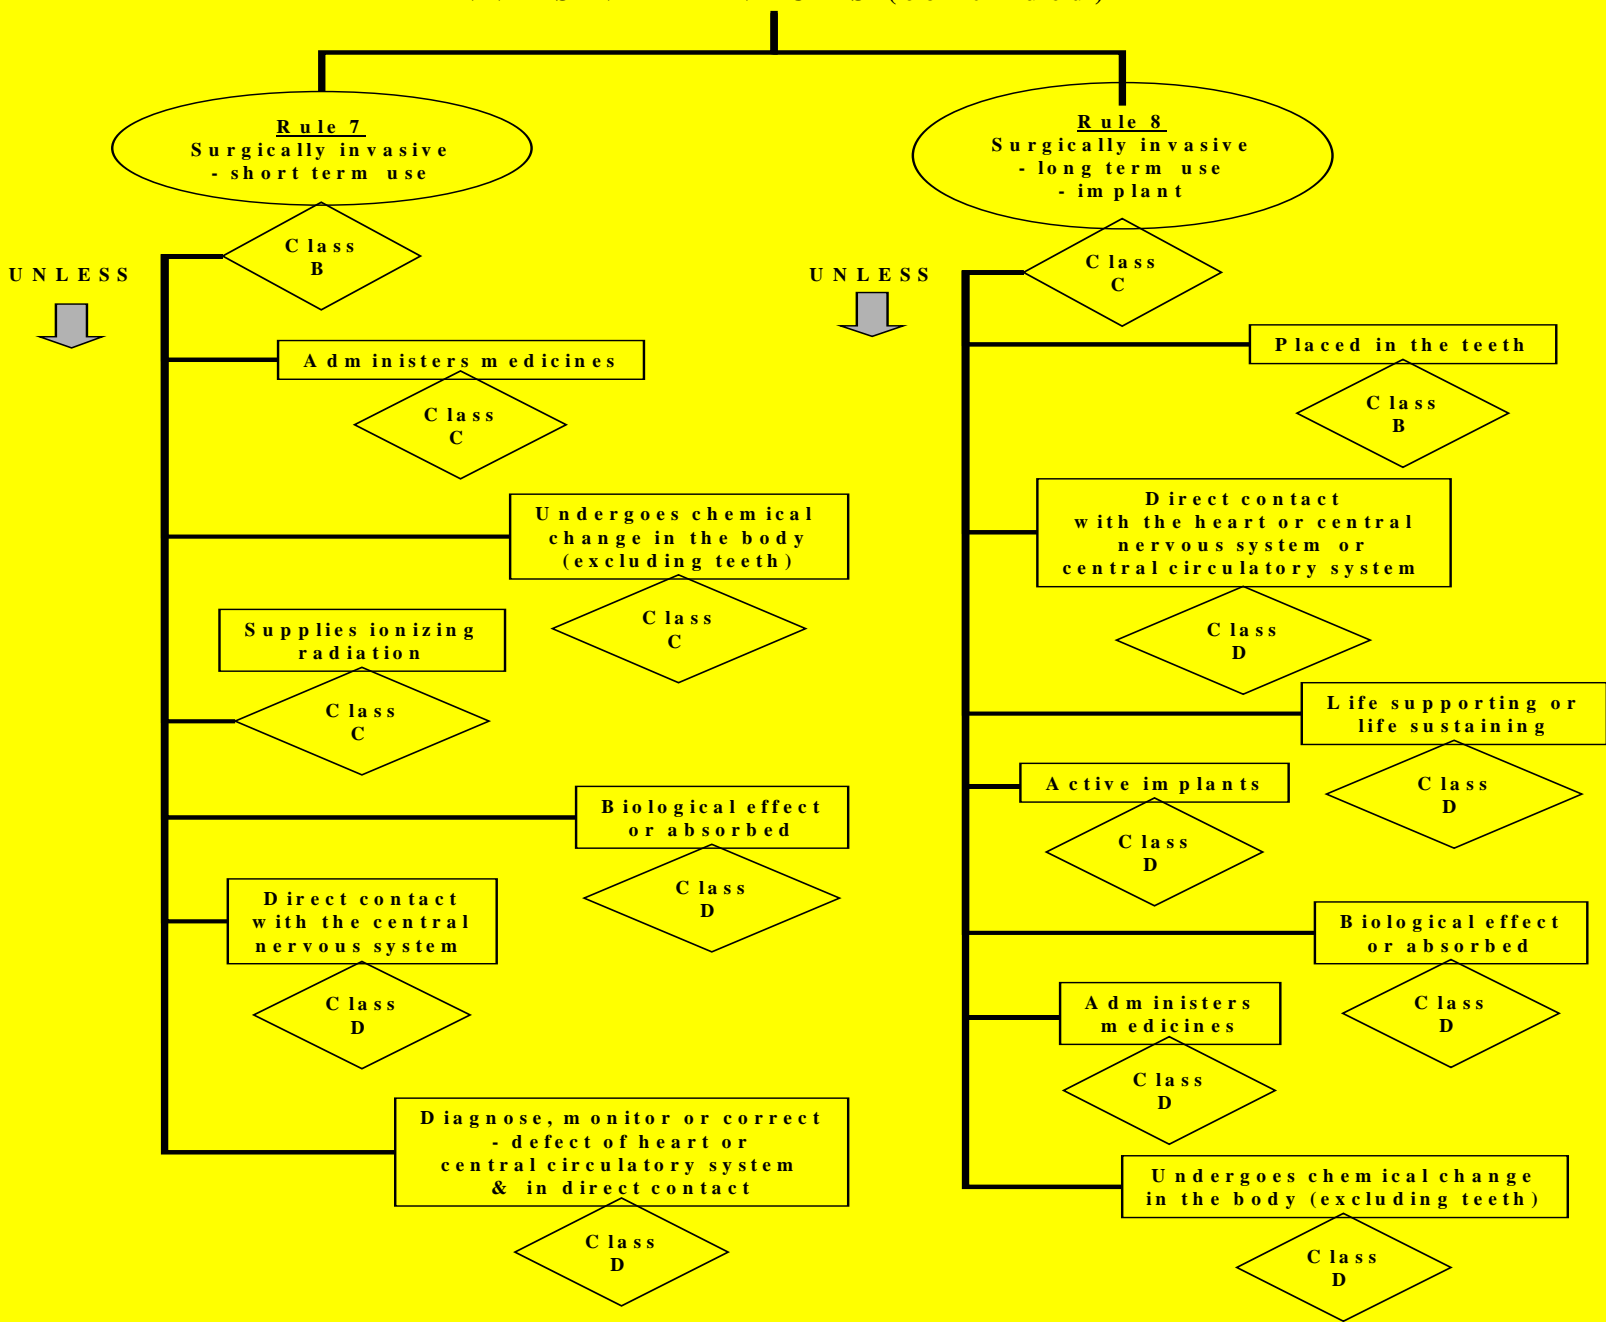 Rule 7
Surgically invasive
- short term use
Class
B
UNLESS
Administers medicines
Class
C
Undergoes chemical
change in the body
(excluding teeth)
Class
C
Supplies ionizing
radiation
Class
C
Biological effect
or absorbed
Class
D
Direct contact
with the central
nervous system
Class
D
Diagnose, monitor or correct
- defect of heart or
central circulatory system
& in direct contact
Class
D
Rule 8
Surgically invasive
- long term use
- implant
Class
C
UNLESS
Placed in the teeth
Class
B
Direct contact
with the heart or central
nervous system or
central circulatory system
Class
D
Life supporting or
life sustaining
Class
D
Active implants
Class
D
Biological effect
or absorbed
Class
D
Administers
medicines
Class
D
Undergoes chemical change
in the body (excluding teeth)
Class
D